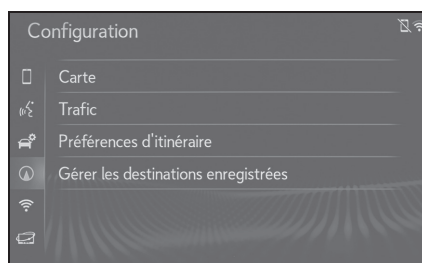 Configuration
Carte
Trafic
Préférences d'itinéraire
Gérer les destinations enregistrées